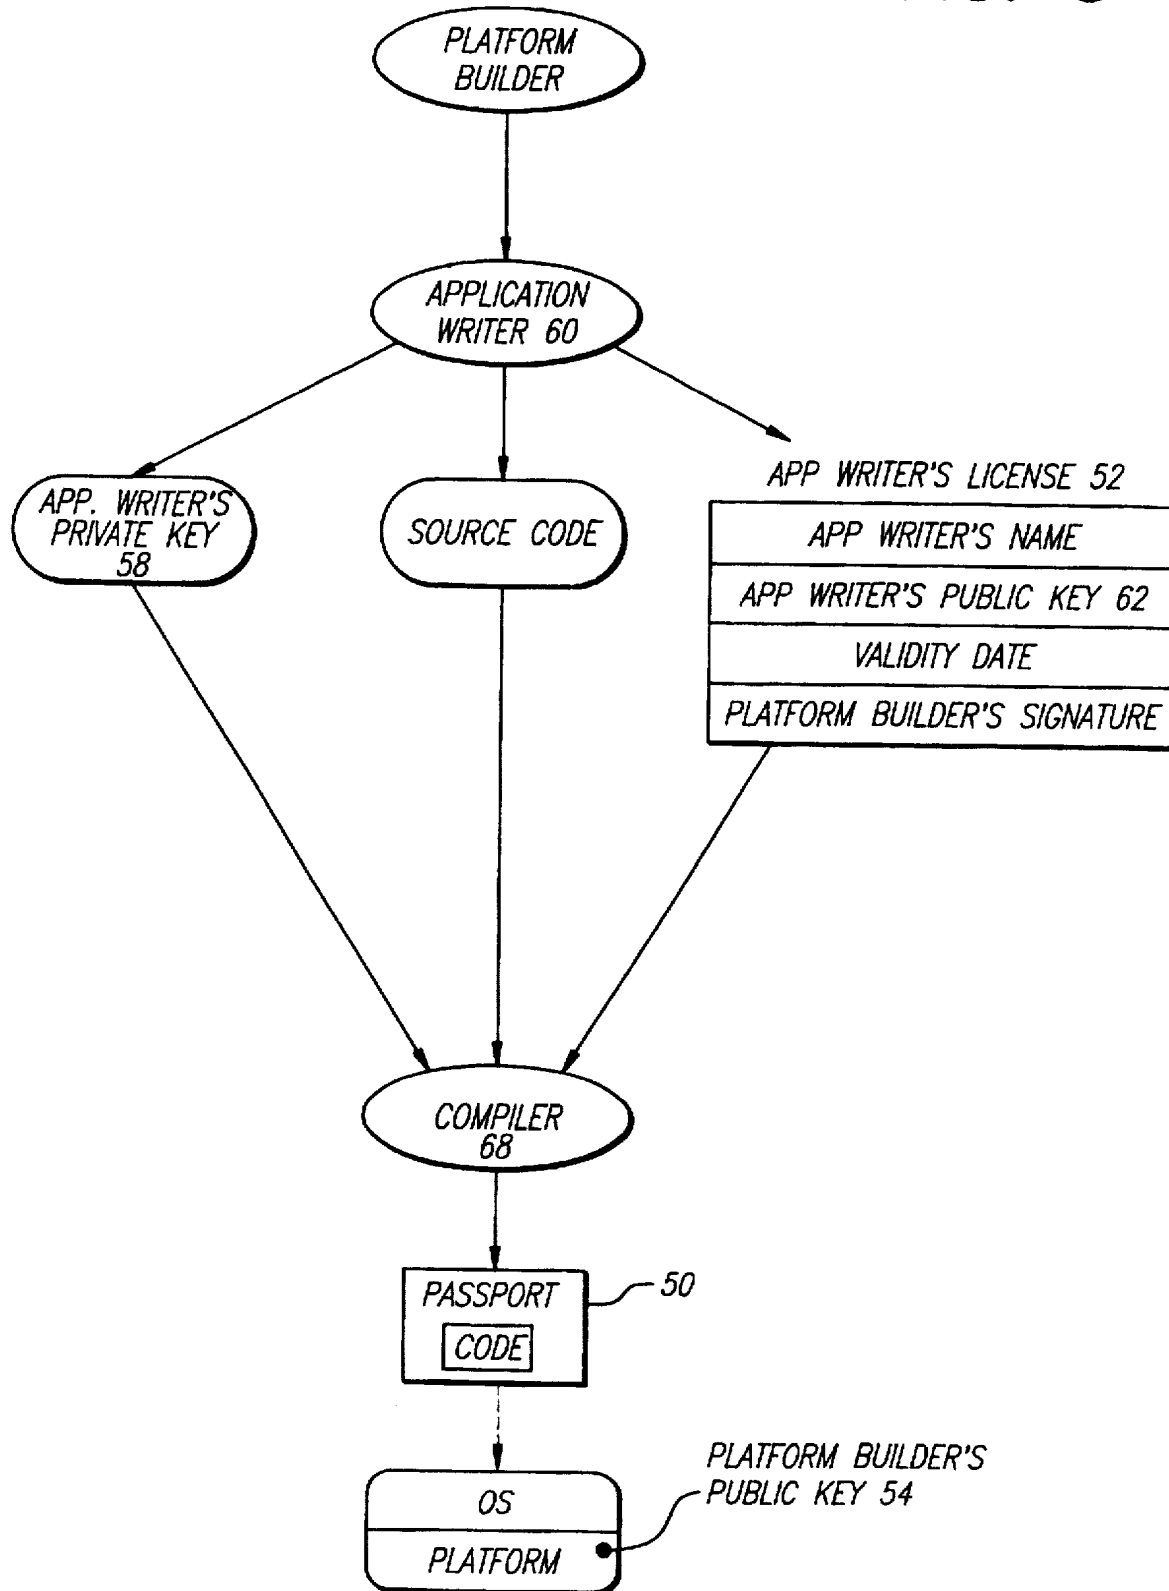 PLATFORM
BUILDER
APPLICATION
WRITER 60
APP. WRITER'S
PRIVATE KEY
58
SOURCE CODE
APP WRITER'S LICENSE 52
APP WRITER'S NAME
APP WRITER'S PUBLIC KEY 62
VALIDITY DATE
PLATFORM BUILDER'S SIGNATURE
COMPILER
68
PASSPORT
50
CODE
PLATFORM BUILDER'S
PUBLIC KEY 54
OS
PLATFORM